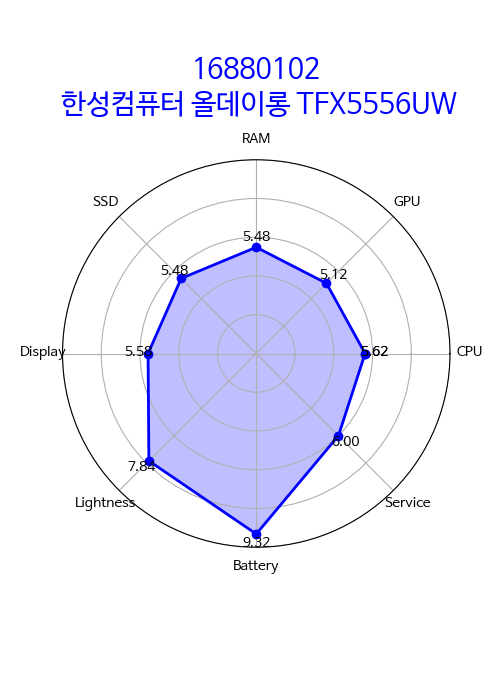 16880102
한성컴퓨터 올데이롱 TFX5556UW
RAM
SSD
GPU
5.48
5.48
5.12
Display
5.58
5.62
CPU
7.84
6.00
Lightness
Service
9.32
Battery